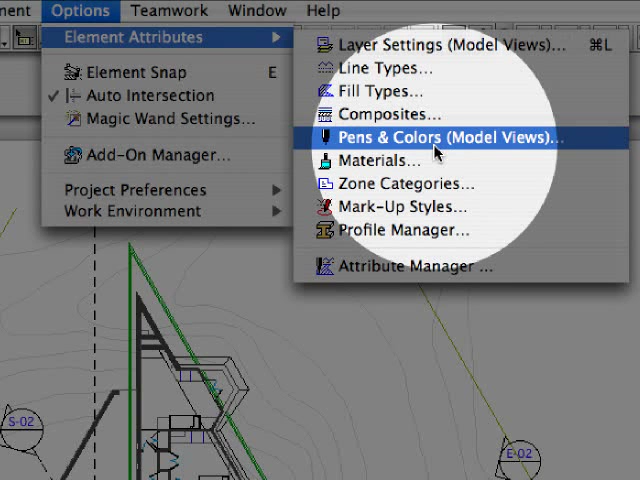 ment Options Teamwork Window Help
Element Attributes
Element Snap E
✓ Auto Intersection
Magic Wand Settings...
Add-On Manager...
Project Preferences
Work Environment
Layer Settings (Model Views)... ⌘L
Line Types...
Fill Types...
Composites...
Pens & Colors (Model Views)...
Materials...
Zone Categories...
Mark-Up Styles...
Profile Manager...
Attribute Manager ...
S-02
E-02